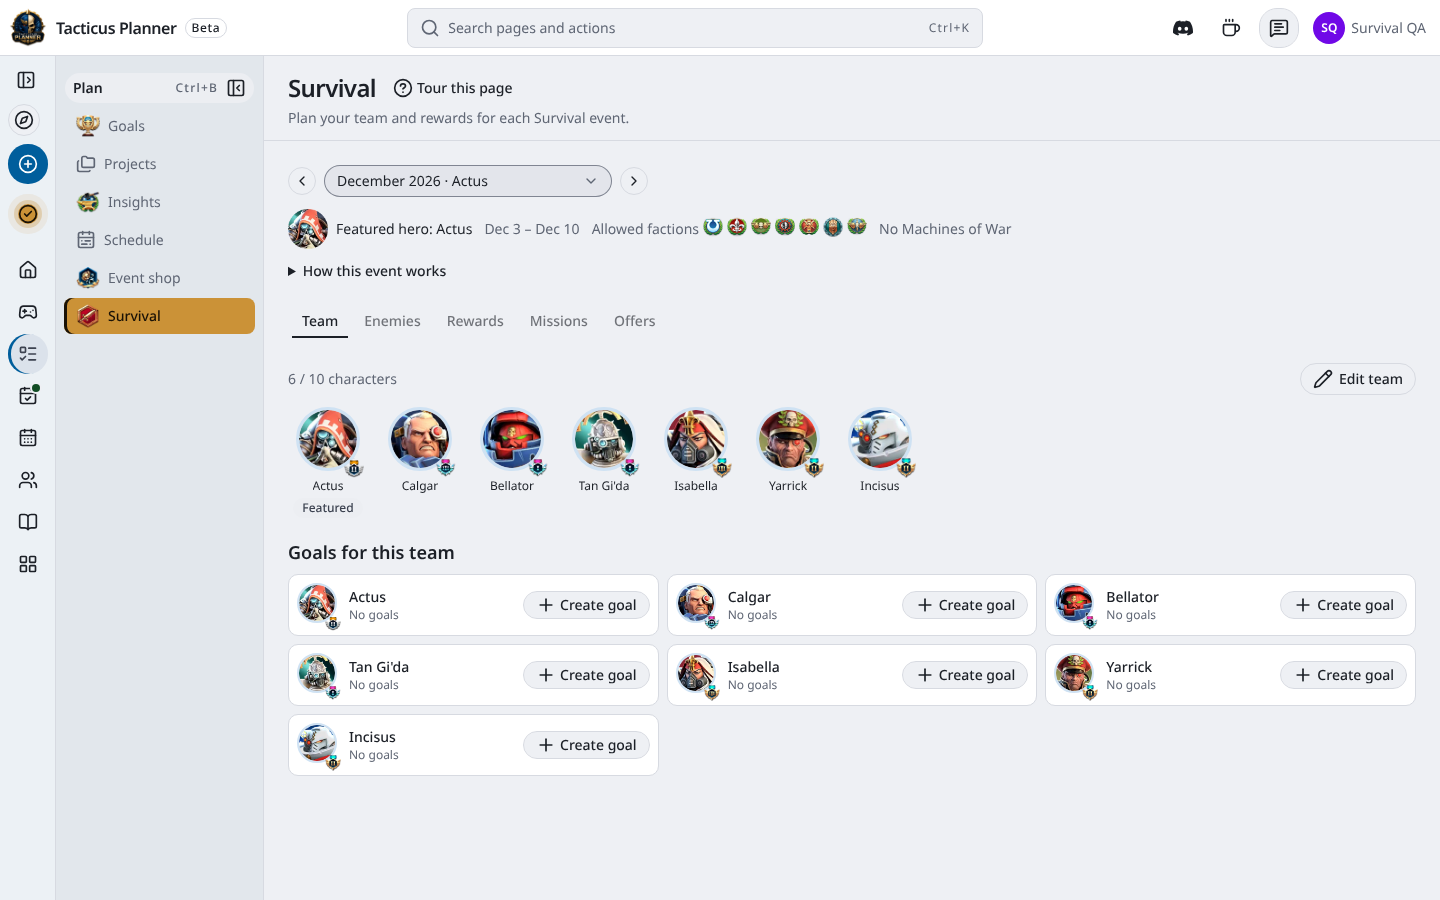 Tacticus Planner Beta
Search pages and actions Ctrl+K
SQ Survival QA
Plan Ctrl+B
Goals
Projects
Insights
Schedule
Event shop
Survival
Survival Tour this page
Plan your team and rewards for each Survival event.
December 2026 · Actus
Featured hero: Actus Dec 3 – Dec 10 Allowed factions No Machines of War
How this event works
Team Enemies Rewards Missions Offers
6 / 10 characters Edit team
Actus Calgar Bellator Tan Gi'da Isabella Yarrick Incisus
Featured
Goals for this team
Actus
No goals
Create goal
Calgar
No goals
Create goal
Bellator
No goals
Create goal
Tan Gi'da
No goals
Create goal
Isabella
No goals
Create goal
Yarrick
No goals
Create goal
Incisus
No goals
Create goal